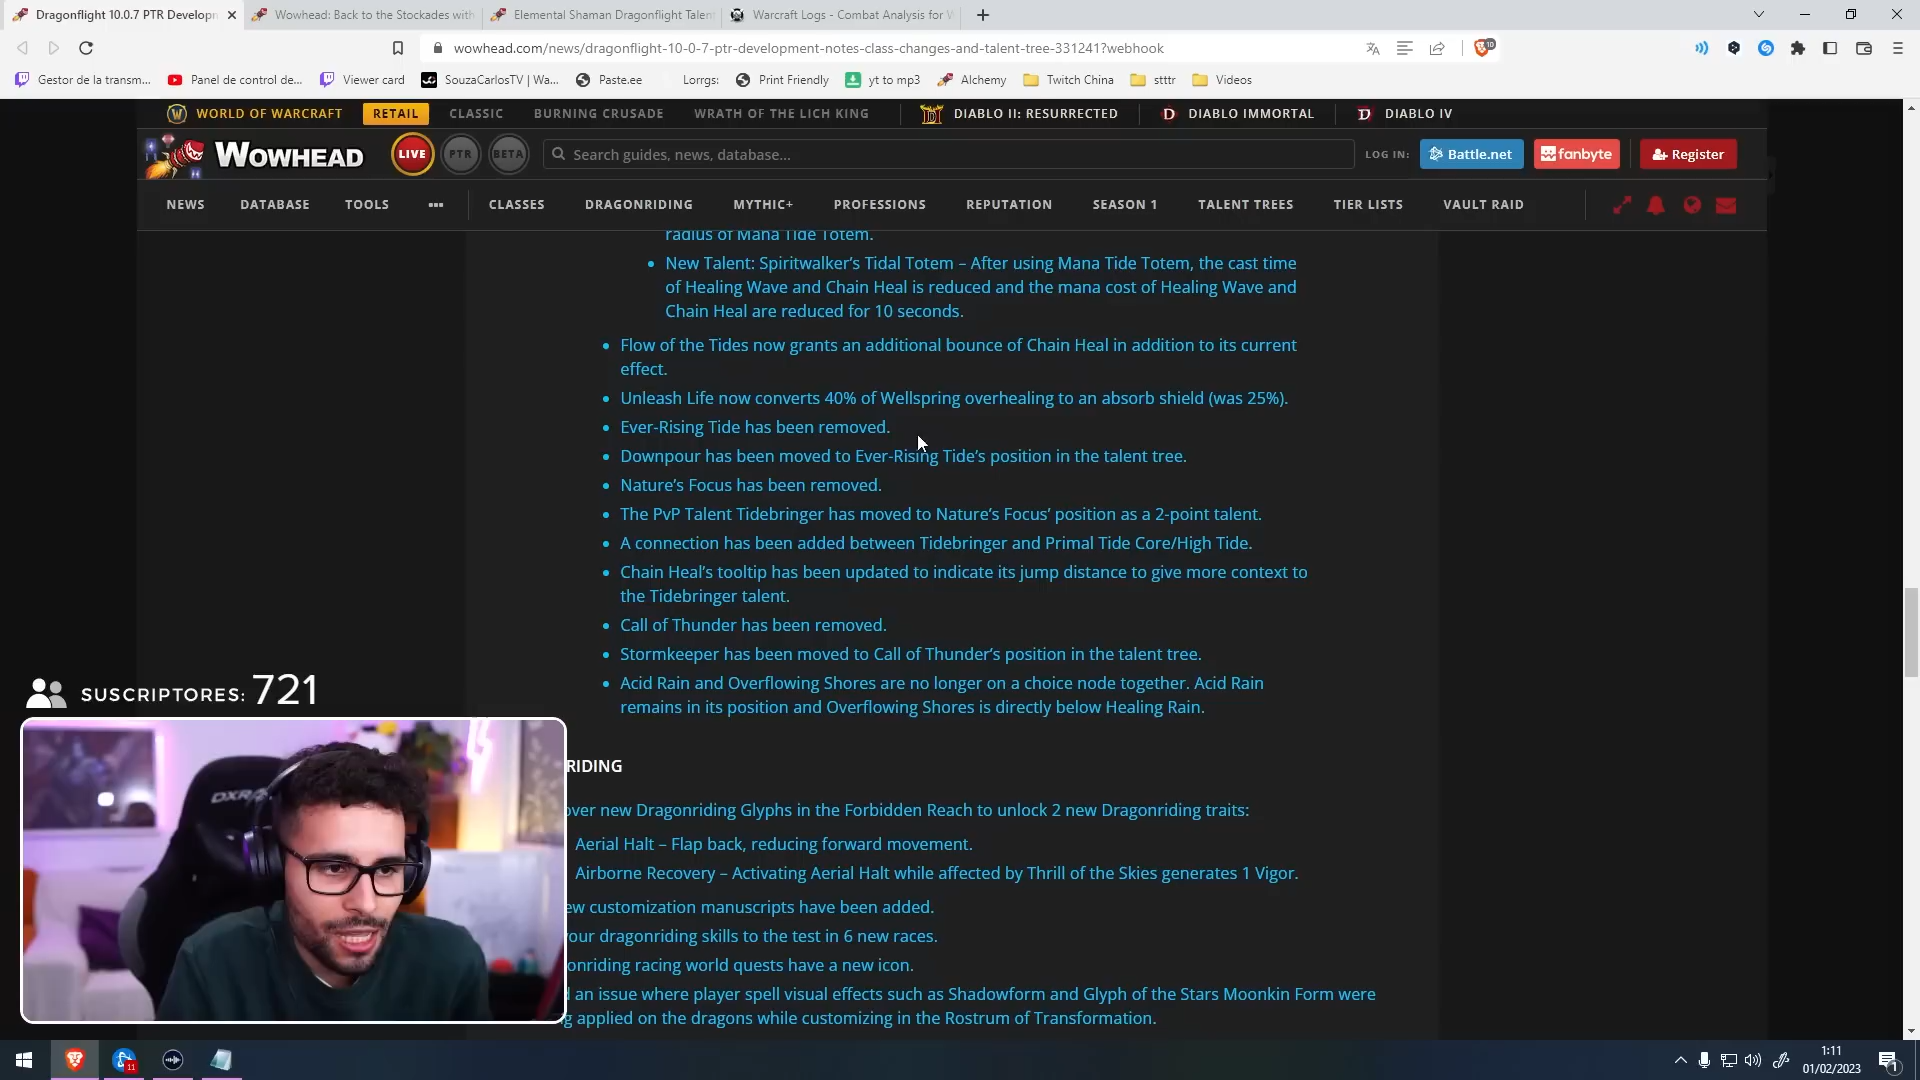 Dragonflight 10.0.7 PTR Developm
Wowhead: Back to the Stockades with
Elemental Shaman Dragonflight Talent
Warcraft Logs - Combat Analysis for W
wowhead.com/news/dragonflight-10-0-7-ptr-development-notes-class-changes-and-talent-tree-331241?webhook
10
Gestor de la transm...
Panel de control de...
Viewer card
SouzaCarlosTV | Wa...
Paste.ee
Lorrgs:
Print Friendly
yt to mp3
Alchemy
Twitch China
stttr
Videos
WORLD OF WARCRAFT
RETAIL
CLASSIC
BURNING CRUSADE
WRATH OF THE LICH KING
DIABLO II: RESURRECTED
DIABLO IMMORTAL
DIABLO IV
WOWHEAD
LIVE
PTR
BETA
Search guides, news, database...
LOG IN:
Battle.net
fanbyte
Register
NEWS
DATABASE
TOOLS
CLASSES
DRAGONRIDING
MYTHIC+
PROFESSIONS
REPUTATION
SEASON 1
TALENT TREES
TIER LISTS
VAULT RAID
radius of Mana Tide Totem.
New Talent: Spiritwalker's Tidal Totem – After using Mana Tide Totem, the cast time
of Healing Wave and Chain Heal is reduced and the mana cost of Healing Wave and
Chain Heal are reduced for 10 seconds.
Flow of the Tides now grants an additional bounce of Chain Heal in addition to its current
effect.
Unleash Life now converts 40% of Wellspring overhealing to an absorb shield (was 25%).
Ever-Rising Tide has been removed.
Downpour has been moved to Ever-Rising Tide's position in the talent tree.
Nature's Focus has been removed.
The PvP Talent Tidebringer has moved to Nature's Focus' position as a 2-point talent.
A connection has been added between Tidebringer and Primal Tide Core/High Tide.
Chain Heal's tooltip has been updated to indicate its jump distance to give more context to
the Tidebringer talent.
Call of Thunder has been removed.
Stormkeeper has been moved to Call of Thunder's position in the talent tree.
Acid Rain and Overflowing Shores are no longer on a choice node together. Acid Rain
remains in its position and Overflowing Shores is directly below Healing Rain.
SUSCRIPTORES: 721
DXRA
RIDING
over new Dragonriding Glyphs in the Forbidden Reach to unlock 2 new Dragonriding traits:
Aerial Halt – Flap back, reducing forward movement.
Airborne Recovery – Activating Aerial Halt while affected by Thrill of the Skies generates 1 Vigor.
ew customization manuscripts have been added.
your dragonriding skills to the test in 6 new races.
onriding racing world quests have a new icon.
d an issue where player spell visual effects such as Shadowform and Glyph of the Stars Moonkin Form were
g applied on the dragons while customizing in the Rostrum of Transformation.
11
1:11
01/02/2023
1